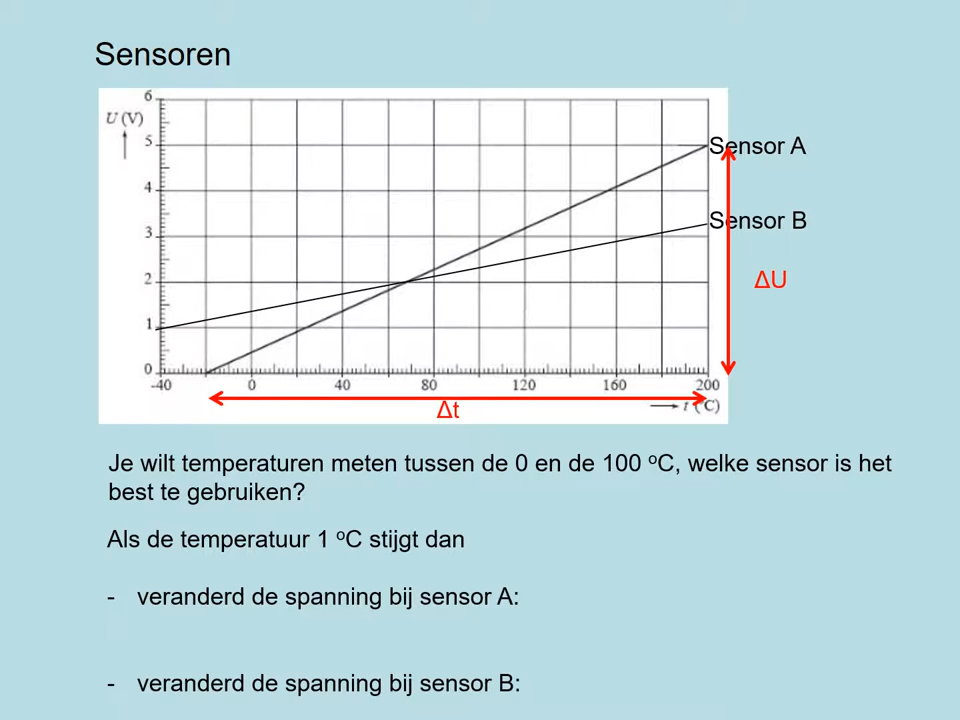 Sensoren
6
U (V)
5
Sensor A
4
3
Sensor B
2
ΔU
1
0
-40 0 40 80 120 160 200
Δt
t (°C)
Je wilt temperaturen meten tussen de 0 en de 100 ºC, welke sensor is het
best te gebruiken?
Als de temperatuur 1 ºC stijgt dan
- veranderd de spanning bij sensor A:
- veranderd de spanning bij sensor B: